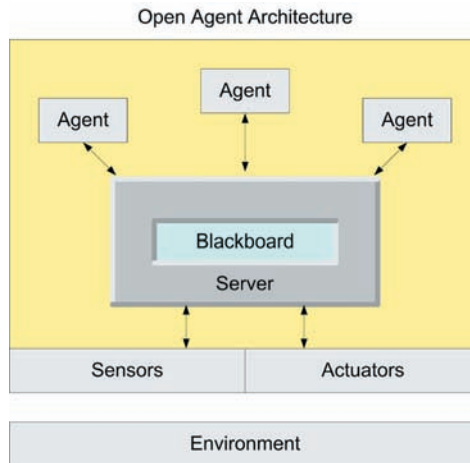 Open Agent Architecture
Agent
Agent
Agent
Blackboard
Server
Sensors
Actuators
Environment